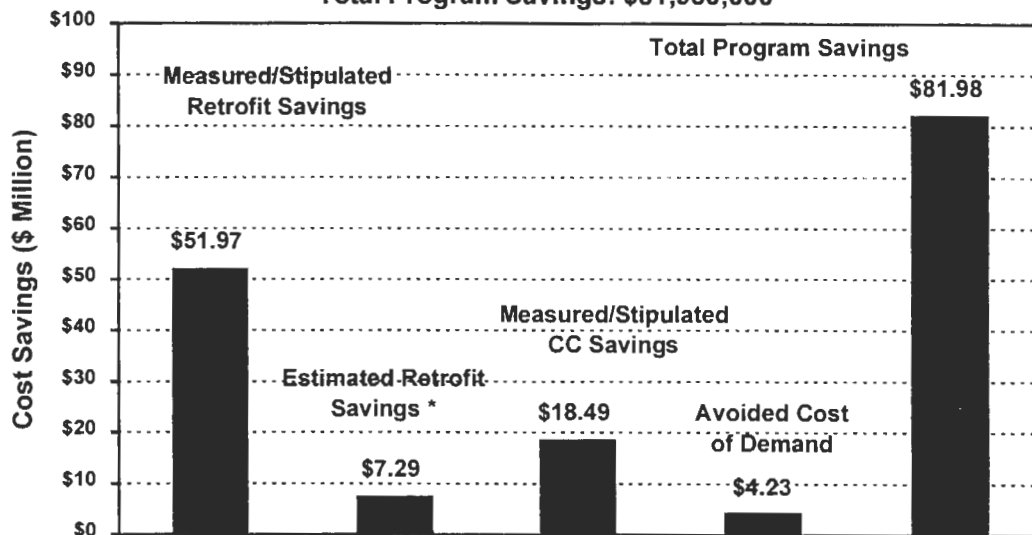 $100
$90
$80
$70
$60
$50
$40
$30
$20
$10
$0
Cost Savings ($ Million)
Total Program Savings
Measured/Stipulated
Retrofit Savings
$81.98
$51.97
Measured/Stipulated
CC Savings
Estimated Retrofit
Savings *
$18.49
Avoided Cost
of Demand
$7.29
$4.23